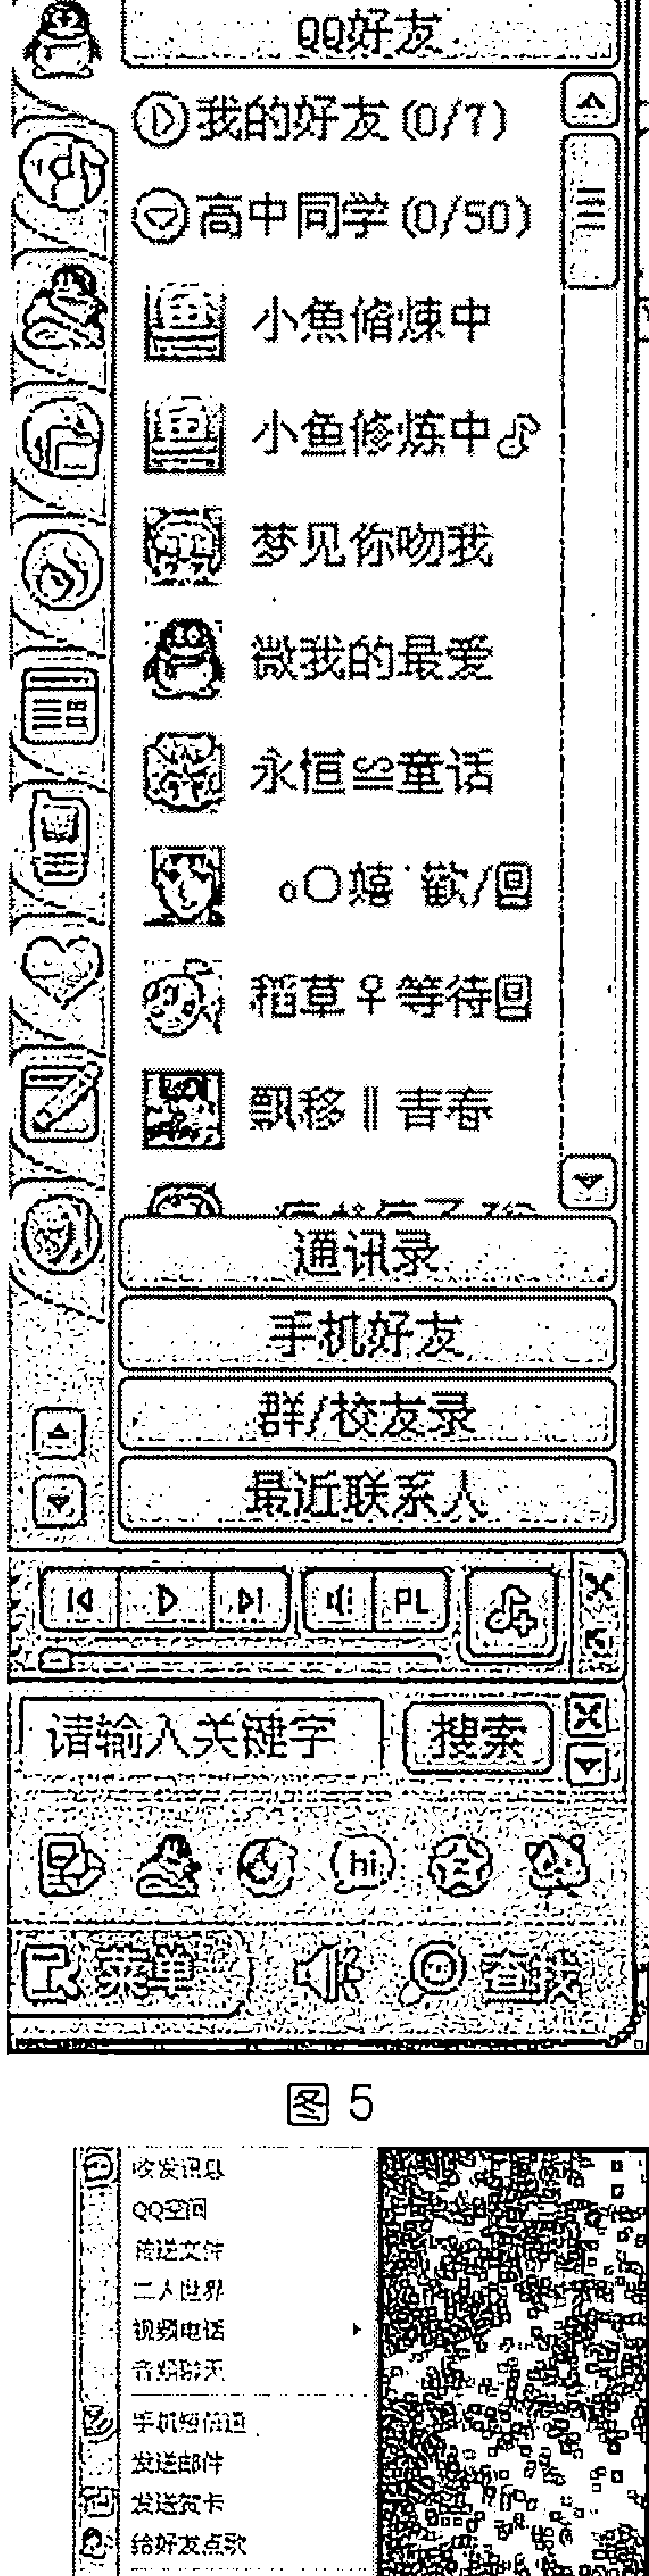 QQ好友
我的好友(0/7)
高中同学(0/50)
小魚修煉中
小鱼修炼中
梦见你吻我
微我的最爱
永恒≌童话
o〇嬉˙歡/回
稻草♀等待回
飘移‖青春
通讯录
手机好友
群/校友录
最近联系人
PL
请输入关键字 搜索
hi
菜单 查找
图 5
收发讯息
QQ空间
传送文件
二人世界
视频电话
音频聊天
手机短信通
发送邮件
发送贺卡
给好友点歌